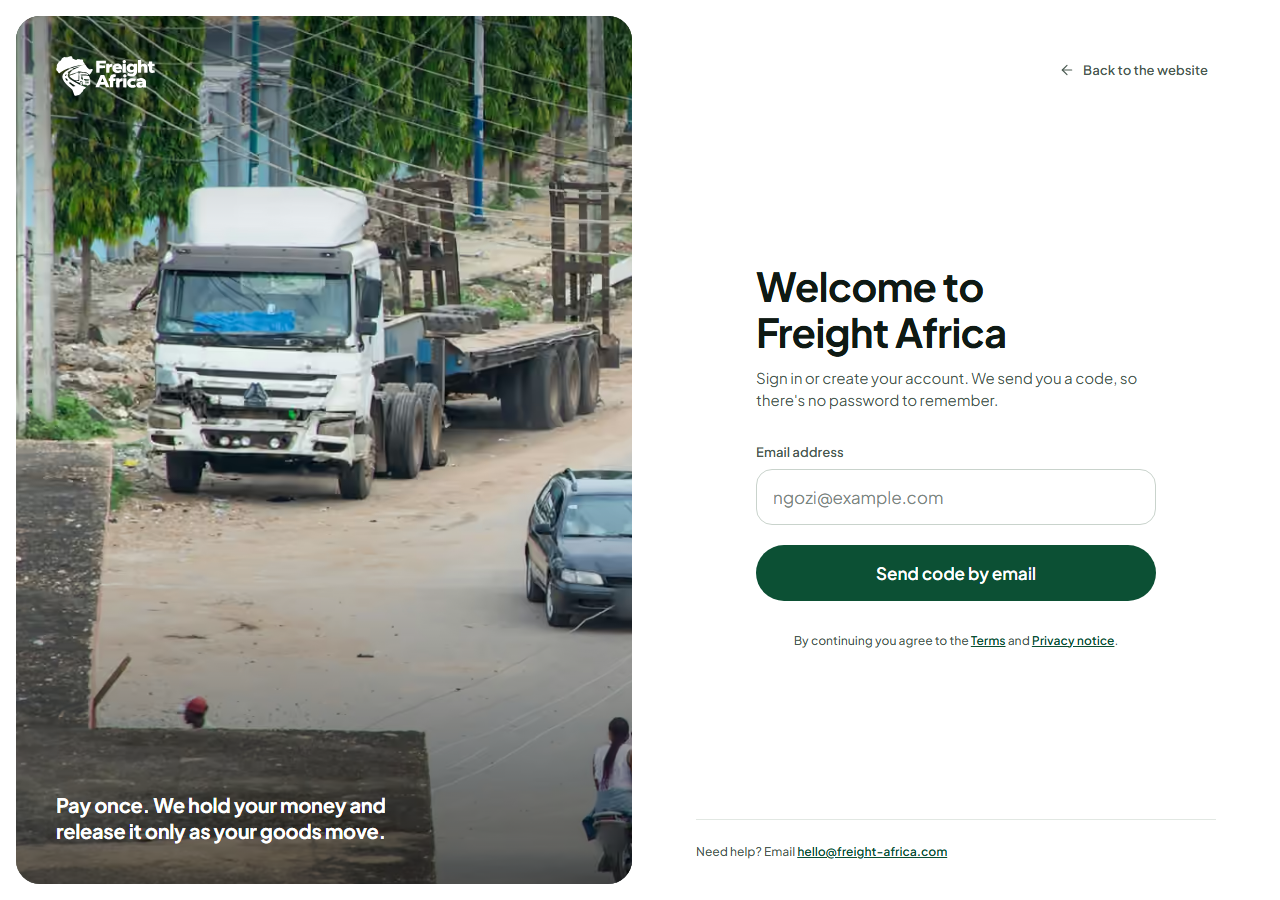 Freight
Africa
Back to the website
Welcome to
Freight Africa
Sign in or create your account. We send you a code, so
there's no password to remember.
Email address
ngozi@example.com
Send code by email
By continuing you agree to the Terms and Privacy notice.
Pay once. We hold your money and
release it only as your goods move.
Need help? Email hello@freight-africa.com